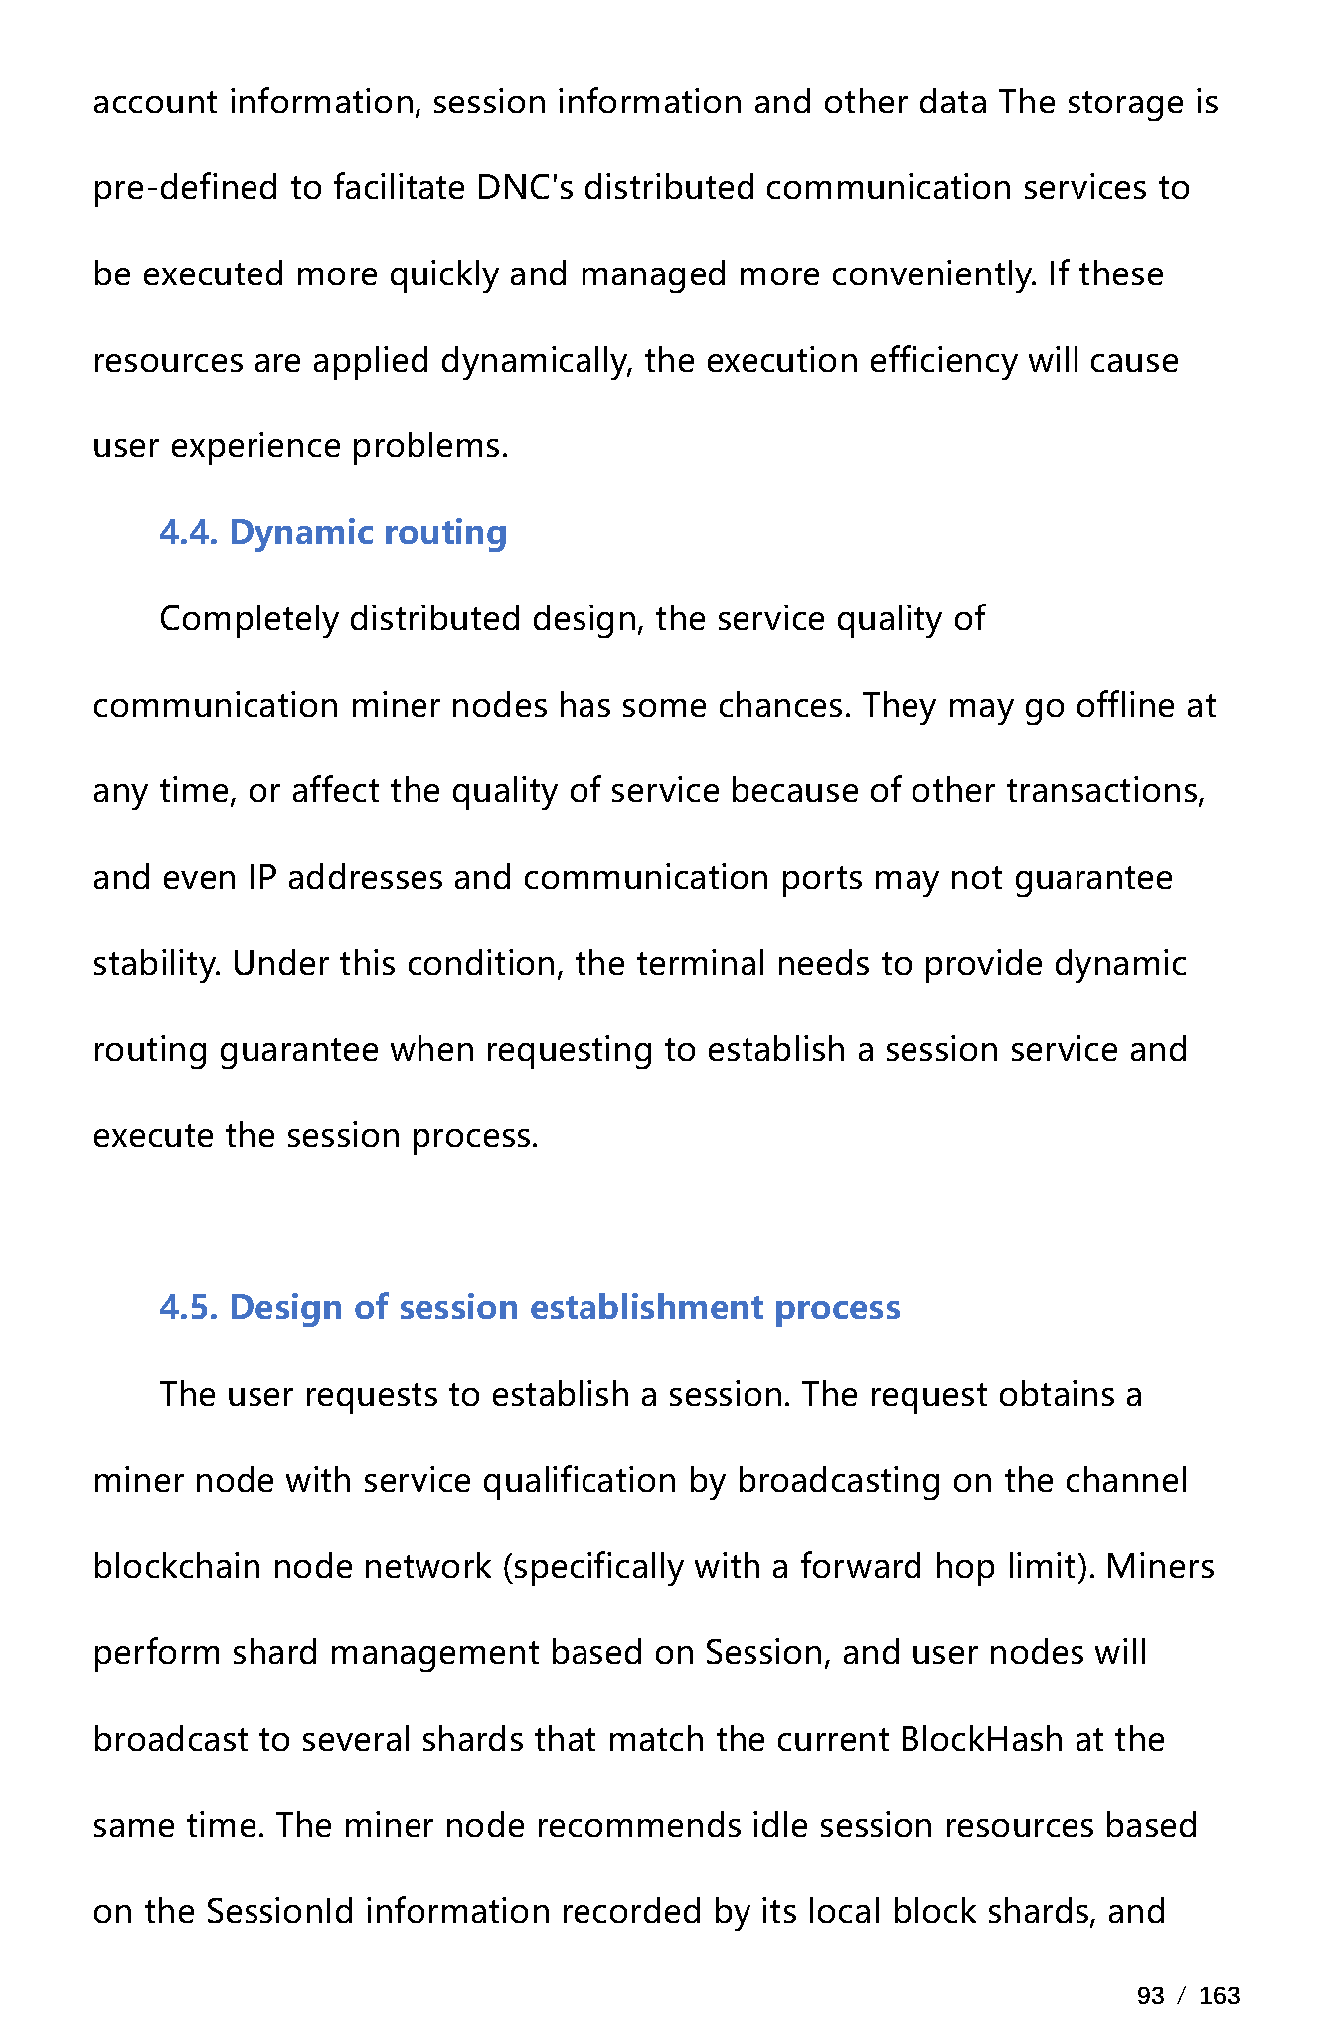 account information, session information and other data The storage is
pre-defined to facilitate DNC's distributed communication services to
be executed more quickly and managed more conveniently. If these
resources are applied dynamically, the execution efficiency will cause
user experience problems.
4.4. Dynamic routing
Completely distributed design, the service quality of
communication miner nodes has some chances. They may go offline at
any time, or affect the quality of service because of other transactions,
and even IP addresses and communication ports may not guarantee
stability. Under this condition, the terminal needs to provide dynamic
routing guarantee when requesting to establish a session service and
execute the session process.
4.5. Design of session establishment process
The user requests to establish a session. The request obtains a
miner node with service qualification by broadcasting on the channel
blockchain node network (specifically with a forward hop limit). Miners
perform shard management based on Session, and user nodes will
broadcast to several shards that match the current BlockHash at the
same time. The miner node recommends idle session resources based
on the SessionId information recorded by its local block shards, and
93 / 163